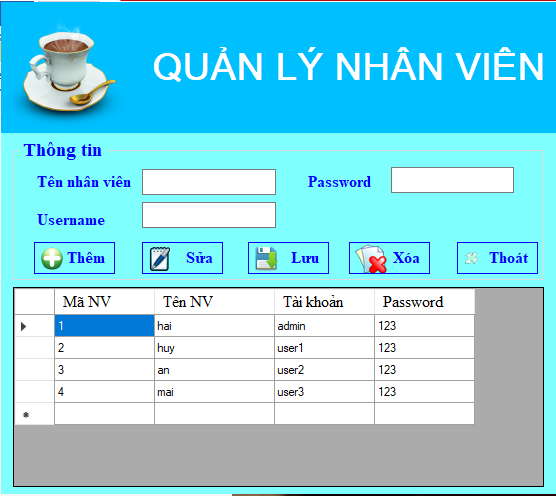 QUẢN LÝ NHÂN VIÊN
Thông tin
Tên nhân viên Password
Username
Thêm Sửa Lưu Xóa Thoát
Mã NV Tên NV Tài khoản Password
1 hai admin 123
2 huy user1 123
3 an user2 123
4 mai user3 123